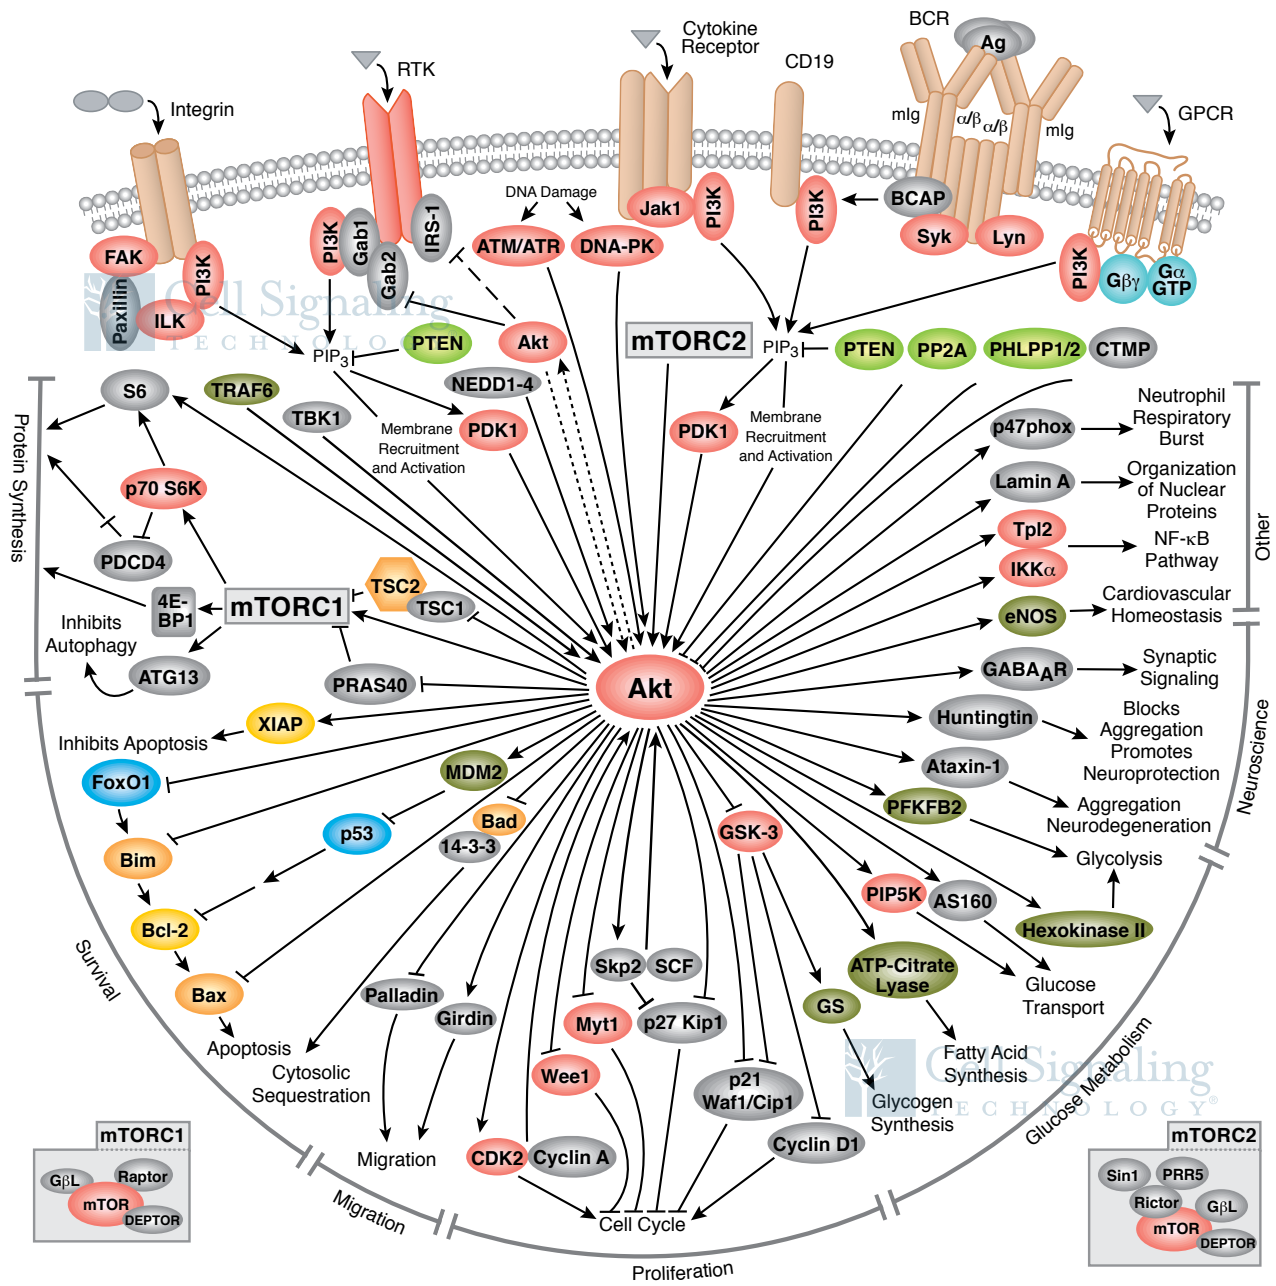 BCR
Ag
Cytokine
Receptor
CD19
RTK
Integrin
mIg
α/β
α/β
mIg
GPCR
DNA Damage
FAK
Paxillin
ILK
PI3K
PI3K
Gab1
Gab2
IRS-1
ATM/ATR
DNA-PK
Jak1
PI3K
PI3K
BCAP
Syk
Lyn
PI3K
Gβγ
Gα
GTP
Cell Signaling
TECHNOLOGY
PIP3
PTEN
Akt
mTORC2
PIP3
PTEN
PP2A
PHLPP1/2
CTMP
S6
TRAF6
TBK1
NEDD1-4
PDK1
Membrane
Recruitment
and Activation
PDK1
Membrane
Recruitment
and Activation
p47phox
Neutrophil
Respiratory
Burst
Lamin A
Organization
of Nuclear
Proteins
Tpl2
IKKα
NF-κB
Pathway
eNOS
Cardiovascular
Homeostasis
Other
Protein Synthesis
p70 S6K
PDCD4
4E-
BP1
mTORC1
TSC2
TSC1
Inhibits
Autophagy
ATG13
PRAS40
Akt
GABAAR
Synaptic
Signaling
Huntingtin
Blocks
Aggregation
Promotes
Neuroprotection
Ataxin-1
Aggregation
Neurodegeneration
Neuroscience
PFKFB2
Glycolysis
XIAP
Inhibits Apoptosis
FoxO1
MDM2
Bad
14-3-3
p53
Bim
Bcl-2
Bax
Apoptosis
Survival
GSK-3
PIP5K
AS160
Hexokinase II
Glucose
Transport
ATP-Citrate
Lyase
GS
Fatty Acid
Synthesis
Glycogen
Synthesis
Glucose Metabolism
Cell Signaling
TECHNOLOGY®
Palladin
Girdin
Cytosolic
Sequestration
Migration
Migration
Skp2
SCF
Myt1
p27 Kip1
Wee1
p21
Waf1/Cip1
CDK2
Cyclin A
Cyclin D1
Cell Cycle
Proliferation
mTORC1
GβL
Raptor
mTOR
DEPTOR
mTORC2
Sin1
PRR5
Rictor
GβL
mTOR
DEPTOR